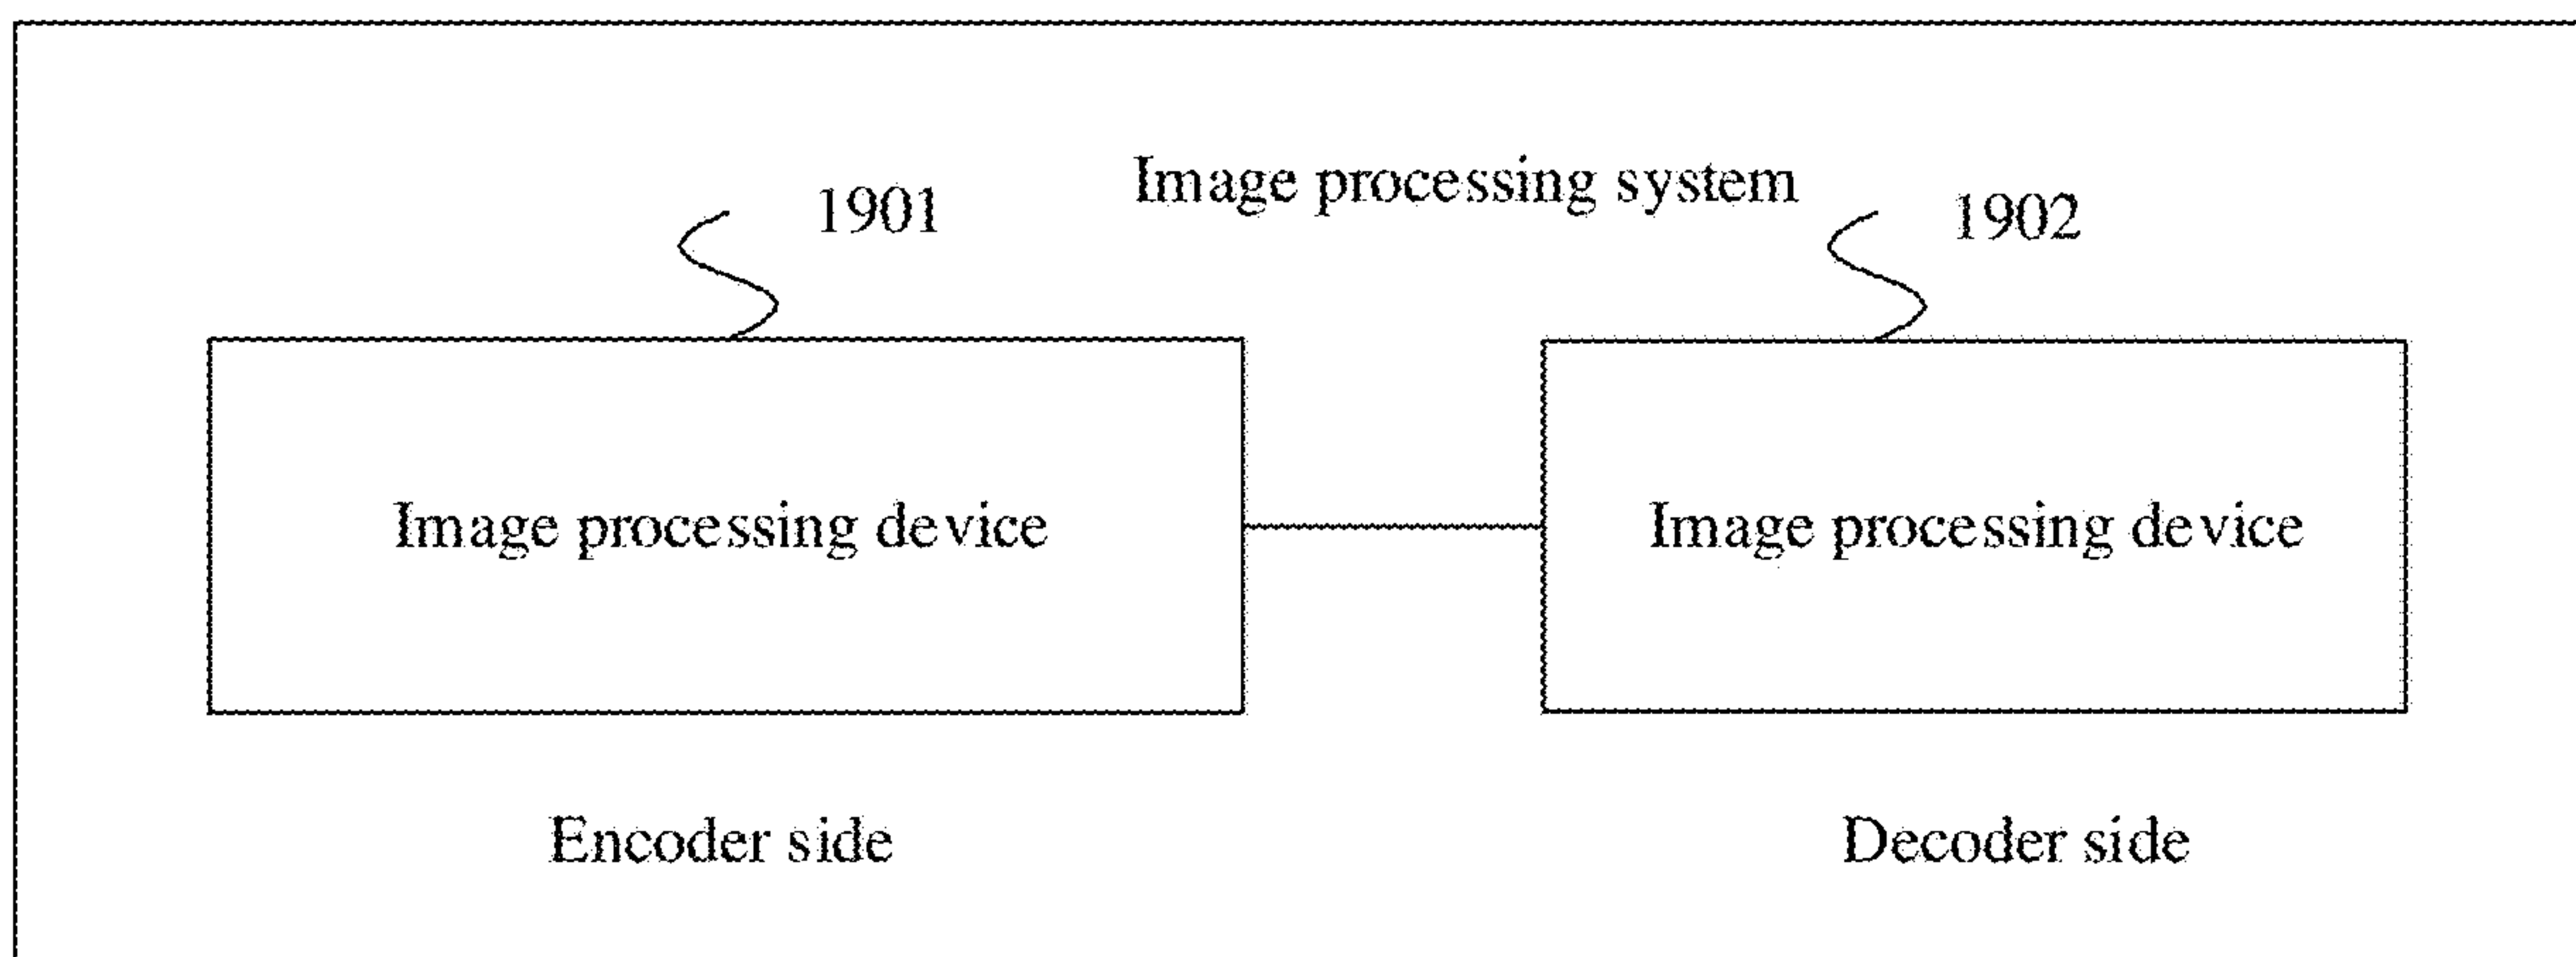 Image processing system
1901
1902
Image processing device
Image processing device
Encoder side
Decoder side